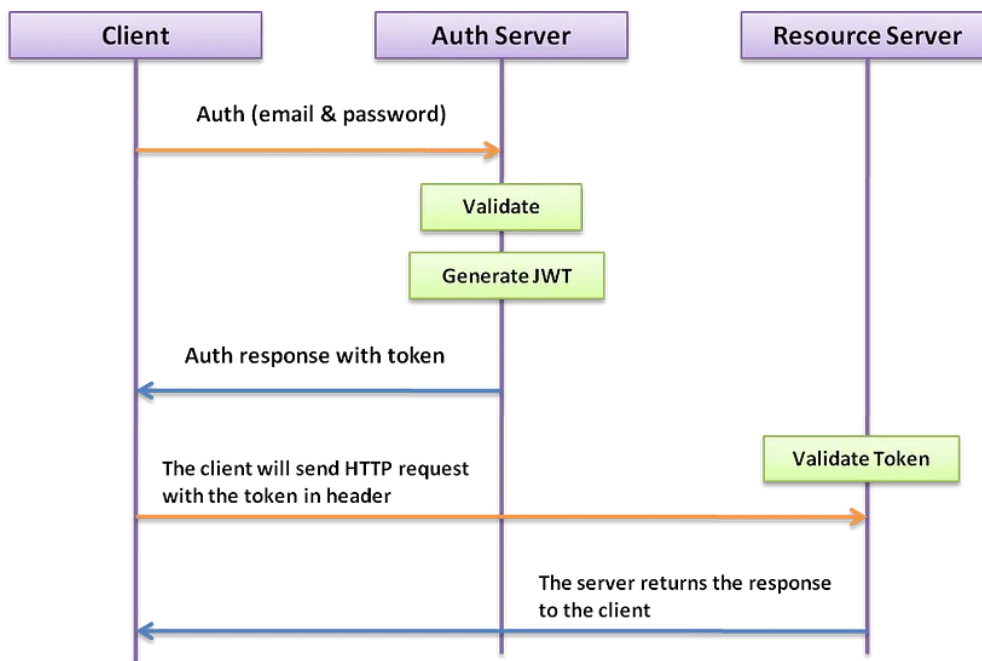 Client
Auth Server
Resource Server
Auth (email & password)
Validate
Generate JWT
Auth response with token
Validate Token
The client will send HTTP request
with the token in header
The server returns the response
to the client